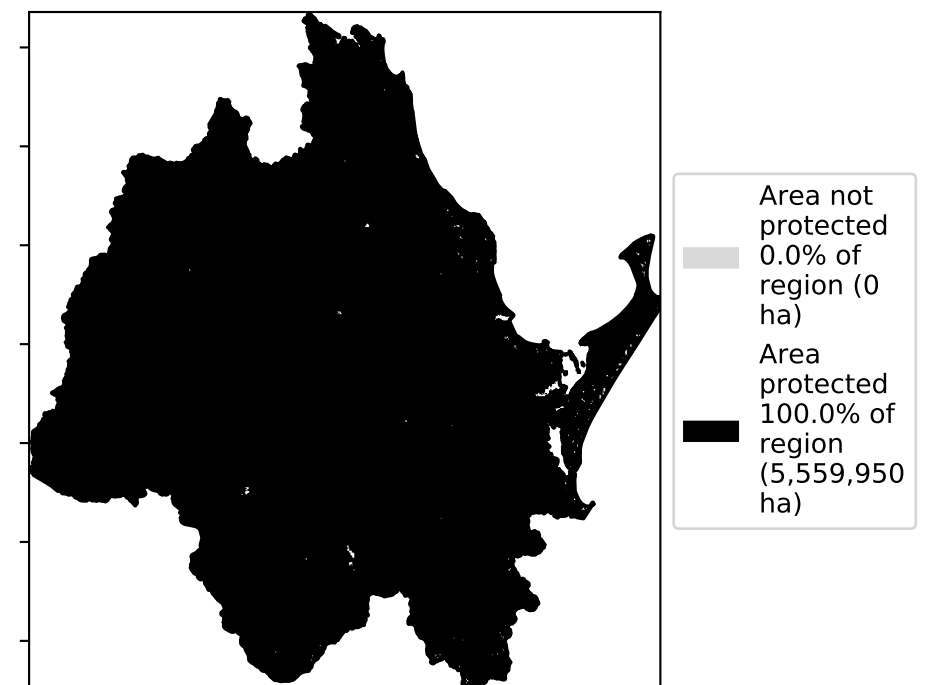 Area not
protected
0.0% of
region (0
ha)
Area
protected
100.0% of
region
(5,559,950
ha)